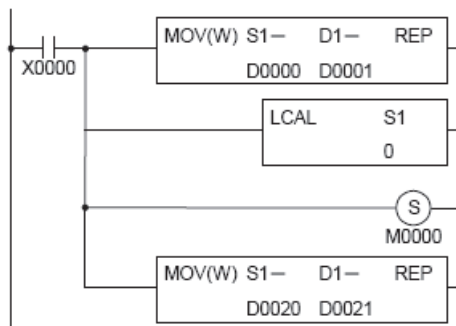 MOV(W) S1– D1– REP
X0000
D0000 D0001
LCAL S1
0
S
M0000
MOV(W) S1– D1– REP
D0020 D0021